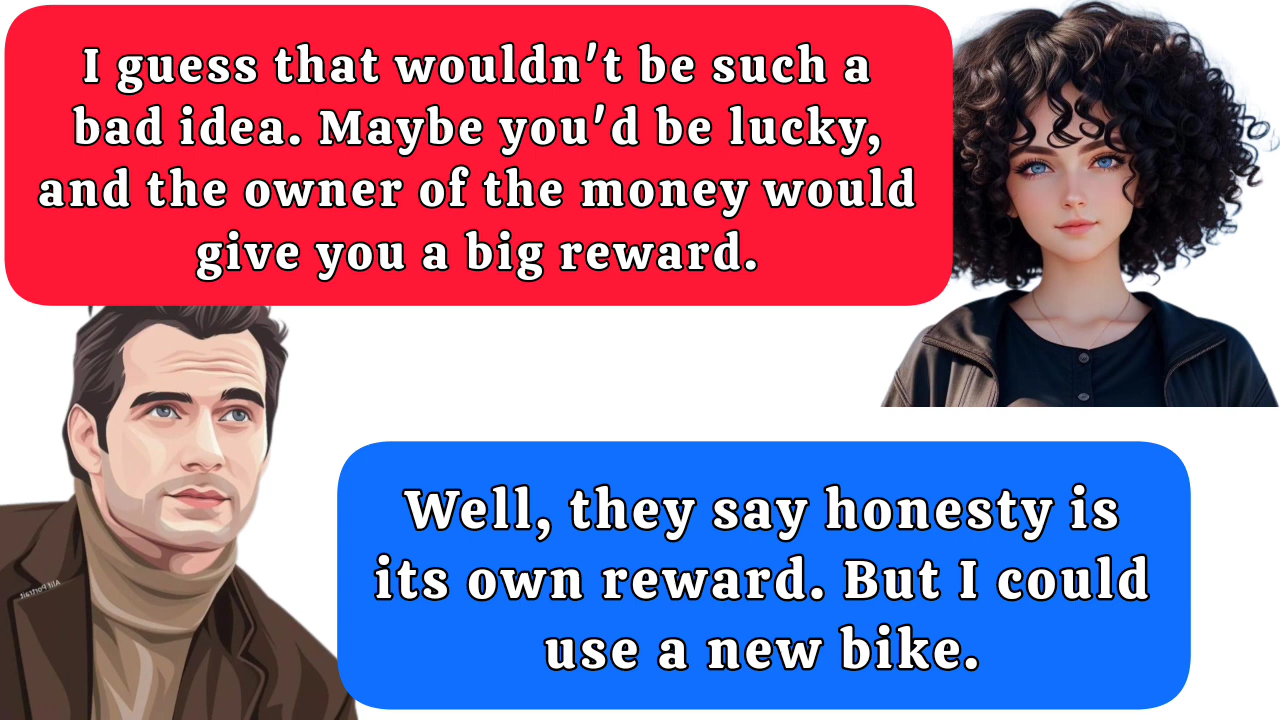 I guess that wouldn't be such a
bad idea. Maybe you'd be lucky,
and the owner of the money would
give you a big reward.
Well, they say honesty is
its own reward. But I could
use a new bike.